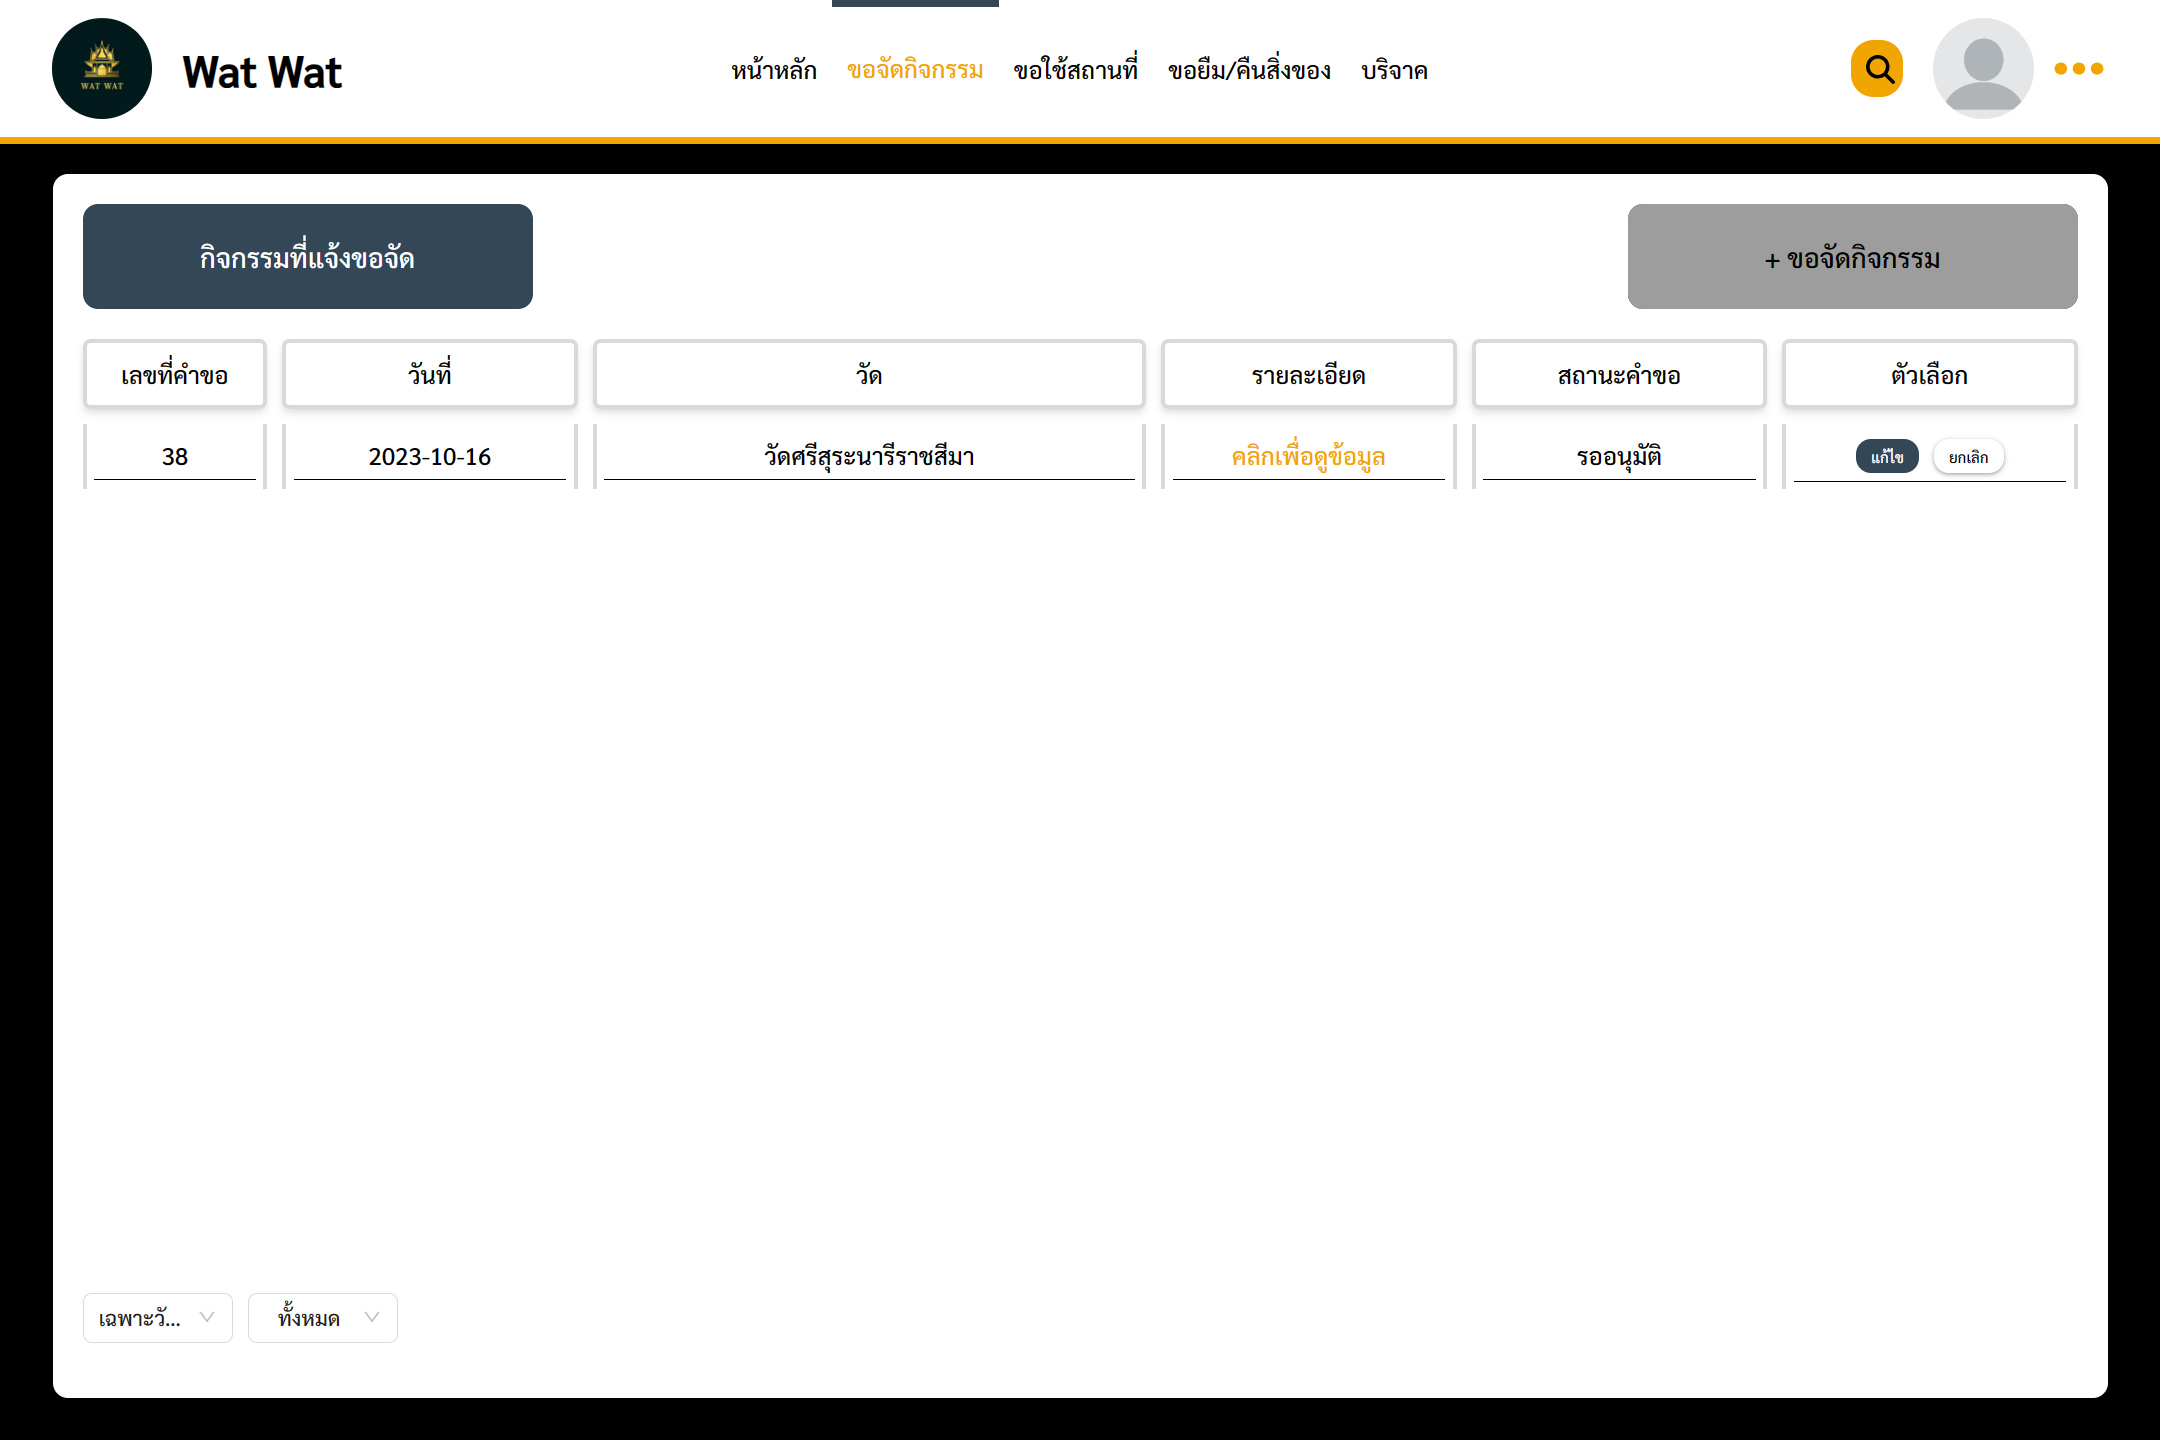 WAT WAT
Wat Wat
หน้าหลัก ขอจัดกิจกรรม ขอใช้สถานที่ ขอยืม/คืนสิ่งของ บริจาค
กิจกรรมที่แจ้งขอจัด
+ ขอจัดกิจกรรม
เลขที่คำขอ วันที่ วัด รายละเอียด สถานะคำขอ ตัวเลือก
38 2023-10-16 วัดศรีสุระนารีราชสีมา คลิกเพื่อดูข้อมูล รออนุมัติ แก้ไข ยกเลิก
เฉพาะวั... ทั้งหมด